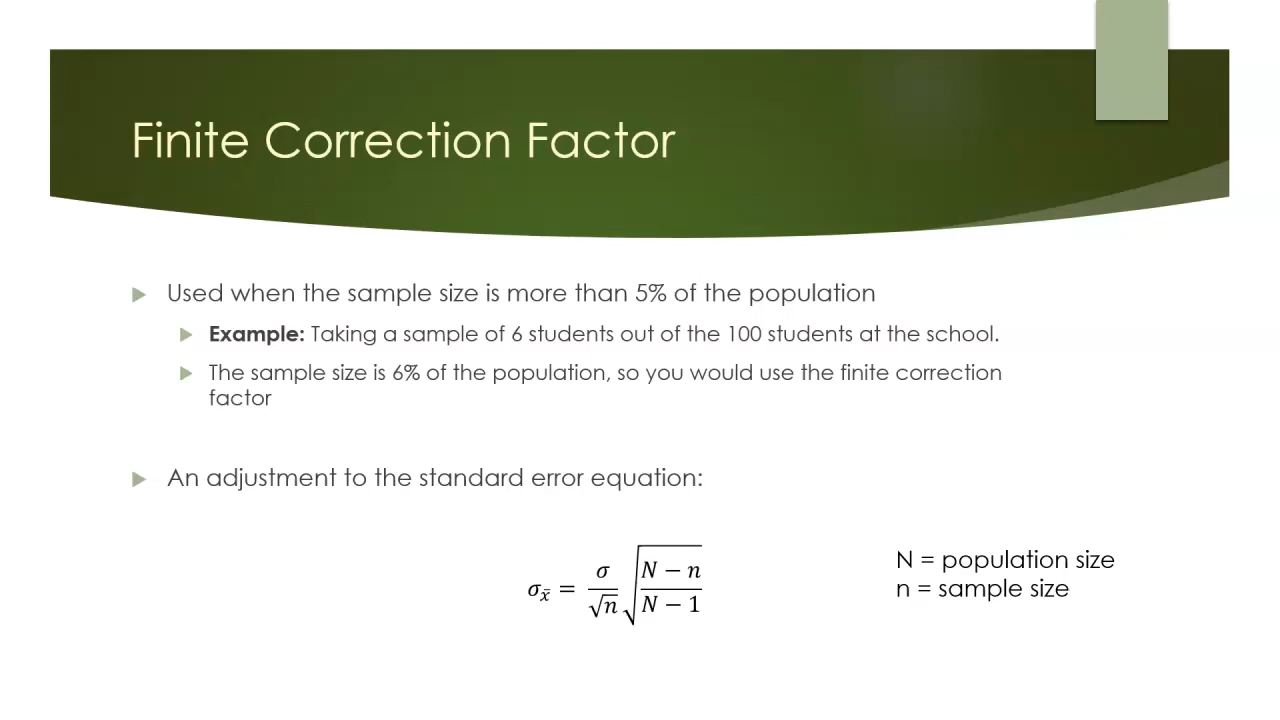 Finite Correction Factor
Used when the sample size is more than 5% of the population
Example: Taking a sample of 6 students out of the 100 students at the school.
The sample size is 6% of the population, so you would use the finite correction
factor
An adjustment to the standard error equation:
σx̄ = σ/√n √((N − n)/(N − 1))
N = population size
n = sample size